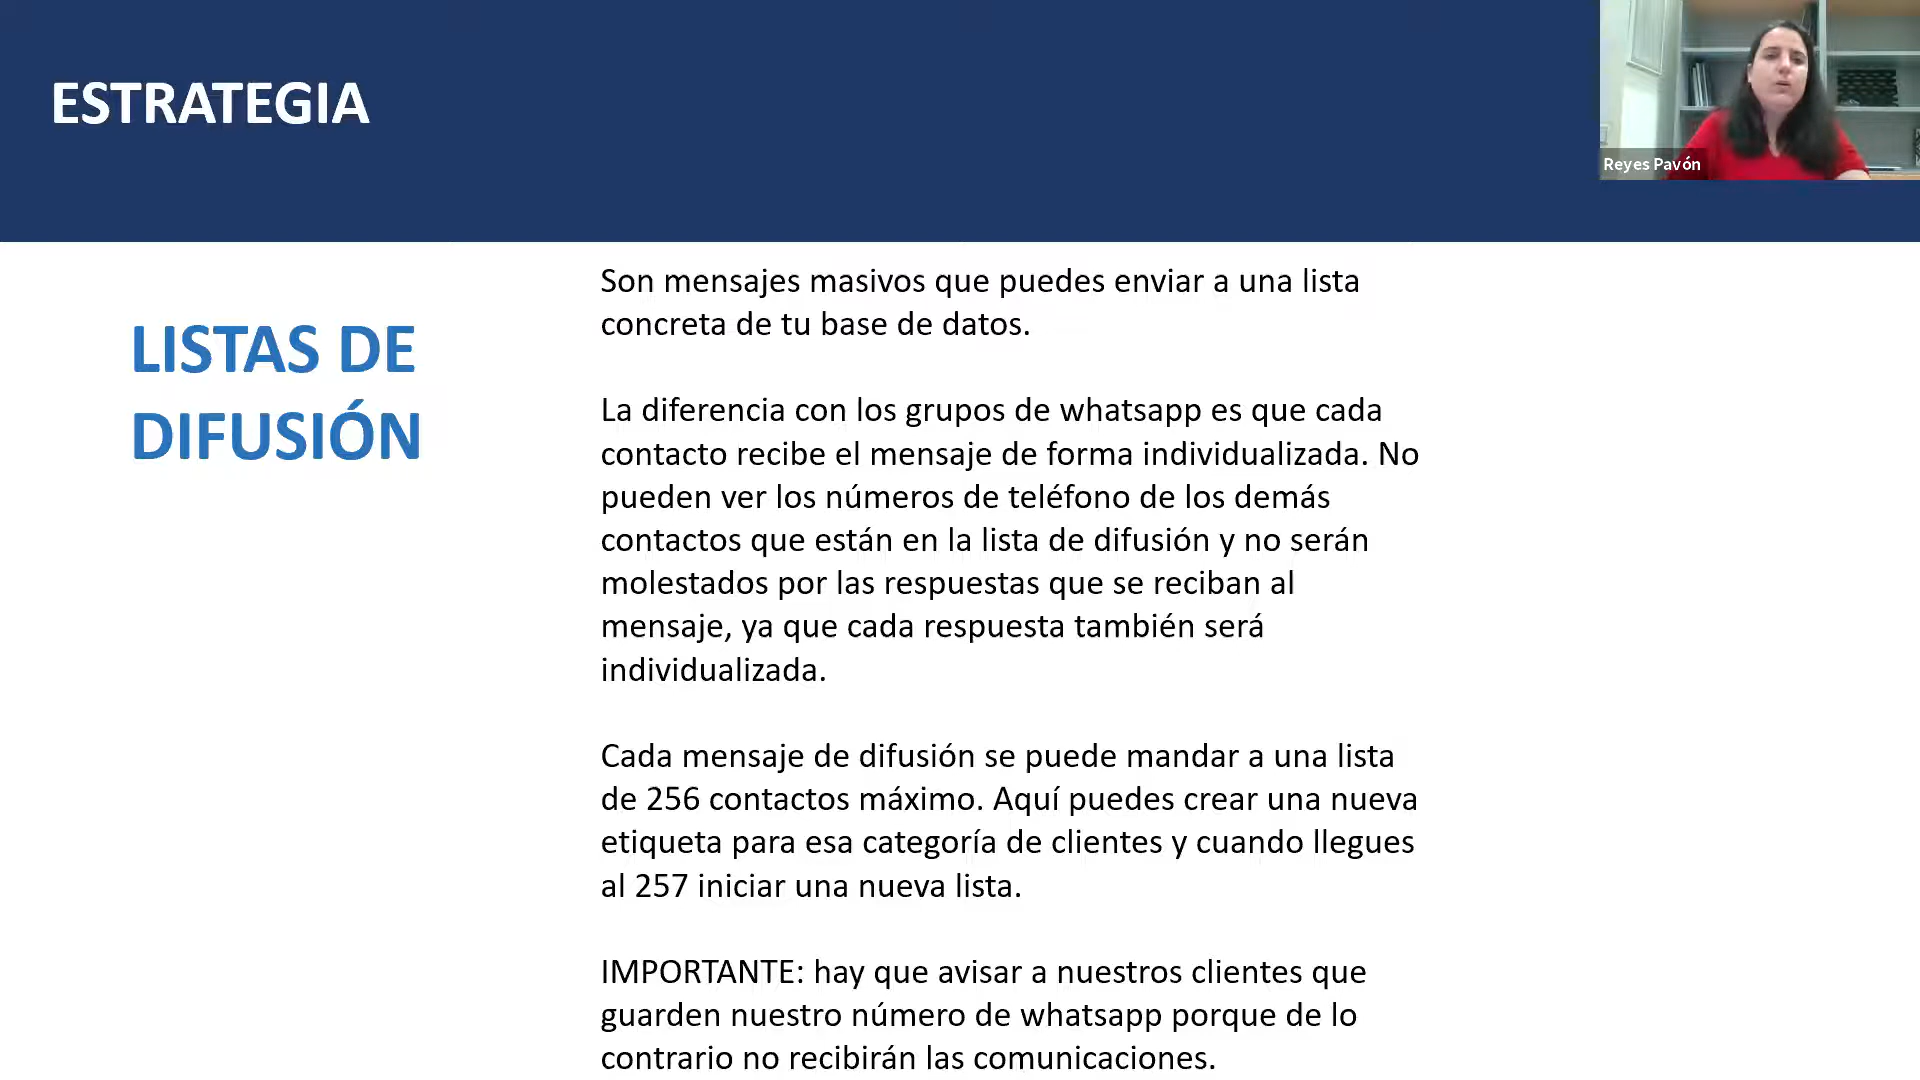 ESTRATEGIA
Reyes Pavón
LISTAS DE
DIFUSIÓN
Son mensajes masivos que puedes enviar a una lista
concreta de tu base de datos.
La diferencia con los grupos de whatsapp es que cada
contacto recibe el mensaje de forma individualizada. No
pueden ver los números de teléfono de los demás
contactos que están en la lista de difusión y no serán
molestados por las respuestas que se reciban al
mensaje, ya que cada respuesta también será
individualizada.
Cada mensaje de difusión se puede mandar a una lista
de 256 contactos máximo. Aquí puedes crear una nueva
etiqueta para esa categoría de clientes y cuando llegues
al 257 iniciar una nueva lista.
IMPORTANTE: hay que avisar a nuestros clientes que
guarden nuestro número de whatsapp porque de lo
contrario no recibirán las comunicaciones.